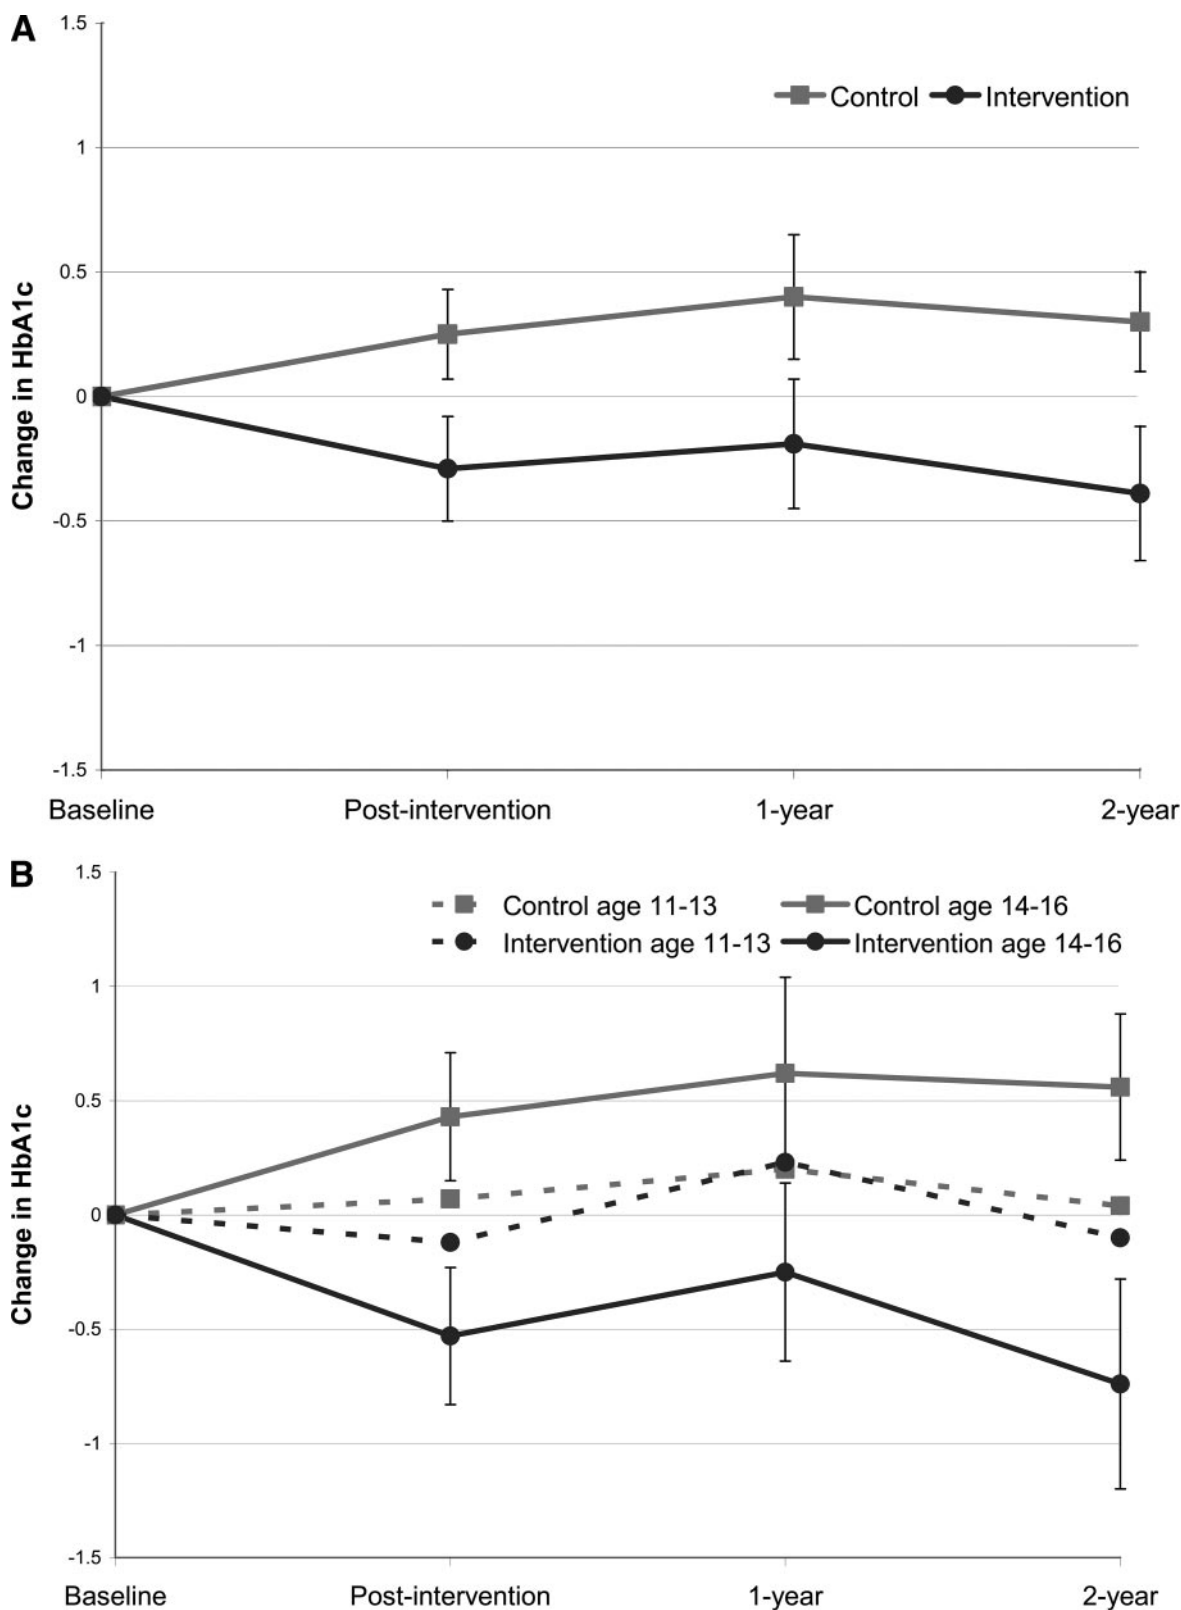 A
1.5
Control Intervention
1
0.5
0
-0.5
-1
-1.5
Change in HbA1c
Baseline Post-intervention 1-year 2-year
B
1.5
Control age 11-13 Control age 14-16
Intervention age 11-13 Intervention age 14-16
1
0.5
0
-0.5
-1
-1.5
Change in HbA1c
Baseline Post-intervention 1-year 2-year